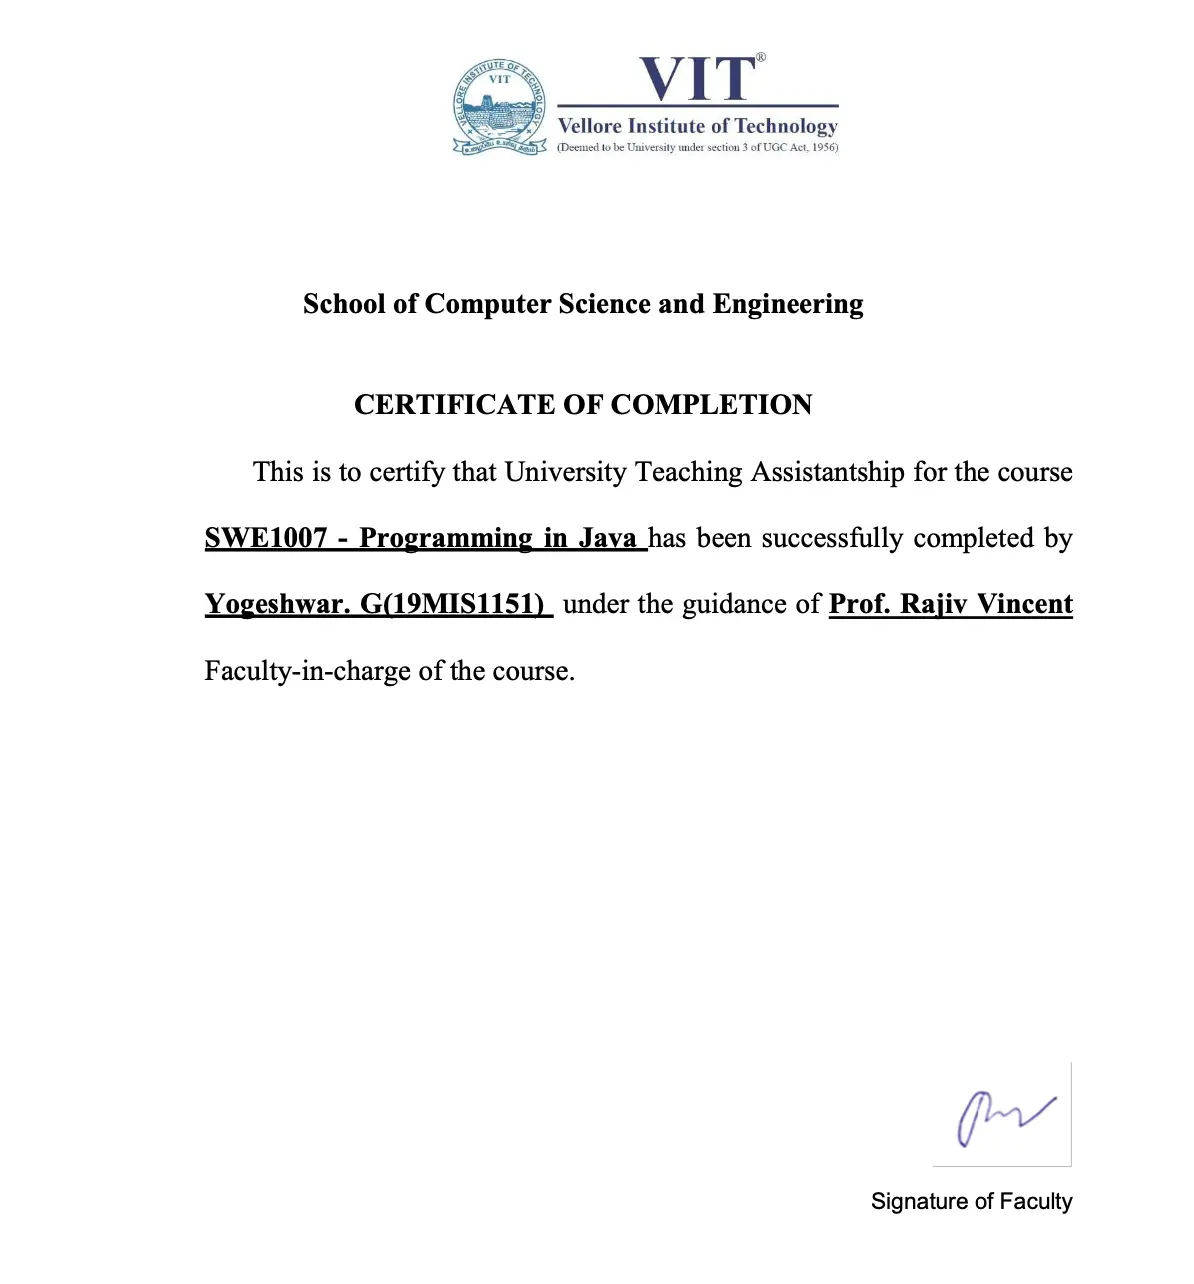 VELLORE INSTITUTE OF TECHNOLOGY
VIT
VIT®
Vellore Institute of Technology
(Deemed to be University under section 3 of UGC Act, 1956)
School of Computer Science and Engineering
CERTIFICATE OF COMPLETION
This is to certify that University Teaching Assistantship for the course
SWE1007 - Programming in Java has been successfully completed by
Yogeshwar. G(19MIS1151) under the guidance of Prof. Rajiv Vincent
Faculty-in-charge of the course.
Signature of Faculty